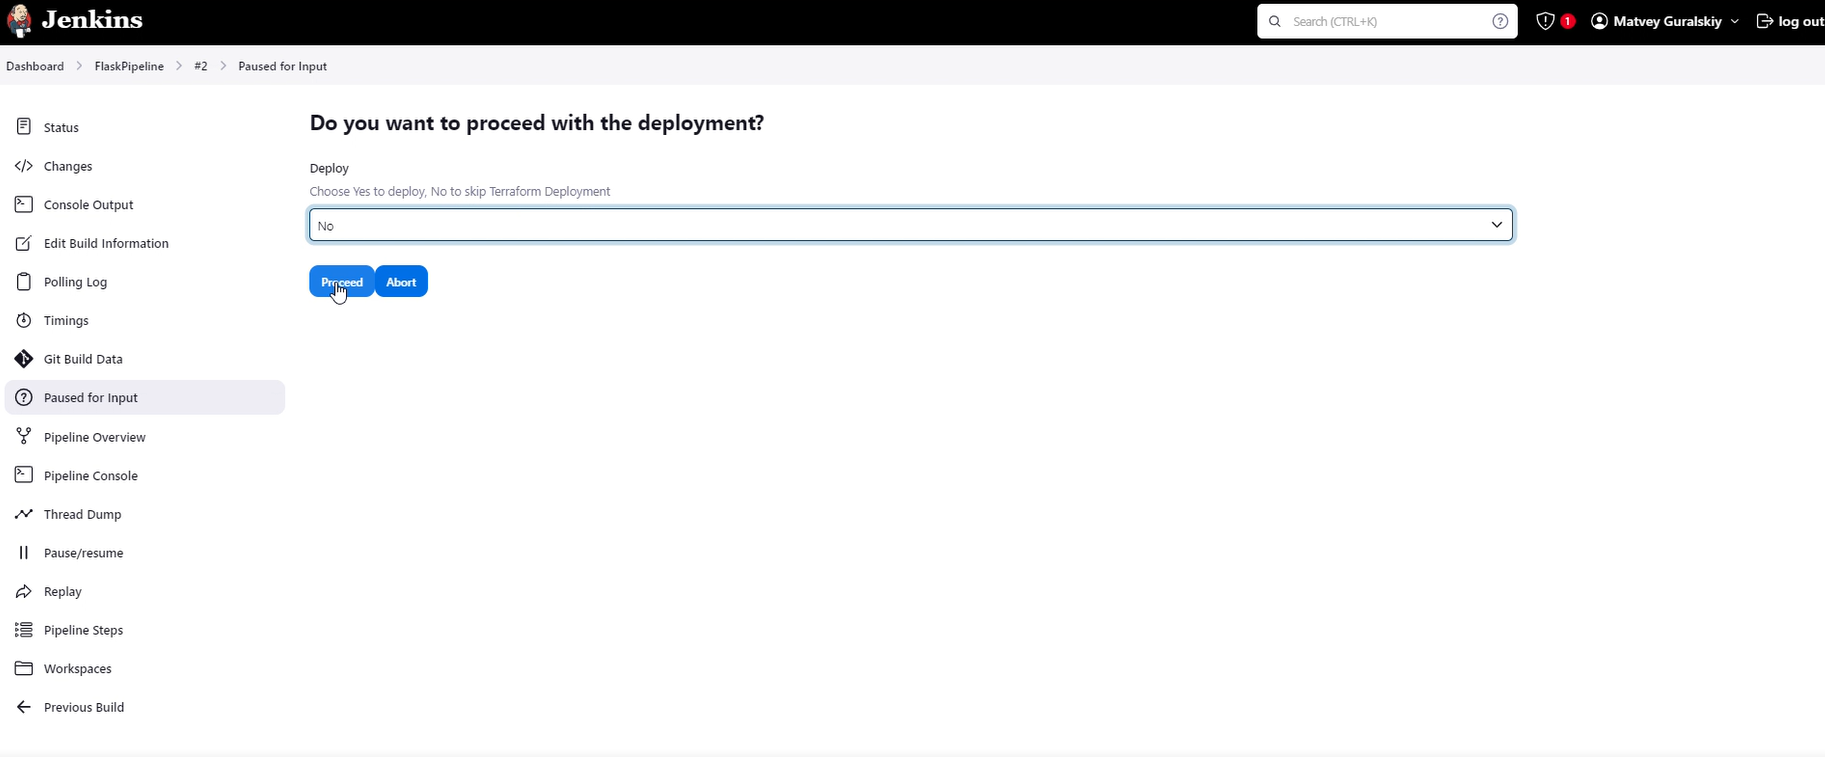 Jenkins
Search (CTRL+K)
?
1
Matvey Guralskiy
log out
Dashboard > FlaskPipeline > #2 > Paused for Input
Status
Changes
Console Output
Edit Build Information
Polling Log
Timings
Git Build Data
Paused for Input
Pipeline Overview
Pipeline Console
Thread Dump
Pause/resume
Replay
Pipeline Steps
Workspaces
Previous Build
Do you want to proceed with the deployment?
Deploy
Choose Yes to deploy, No to skip Terraform Deployment
No
Proceed
Abort